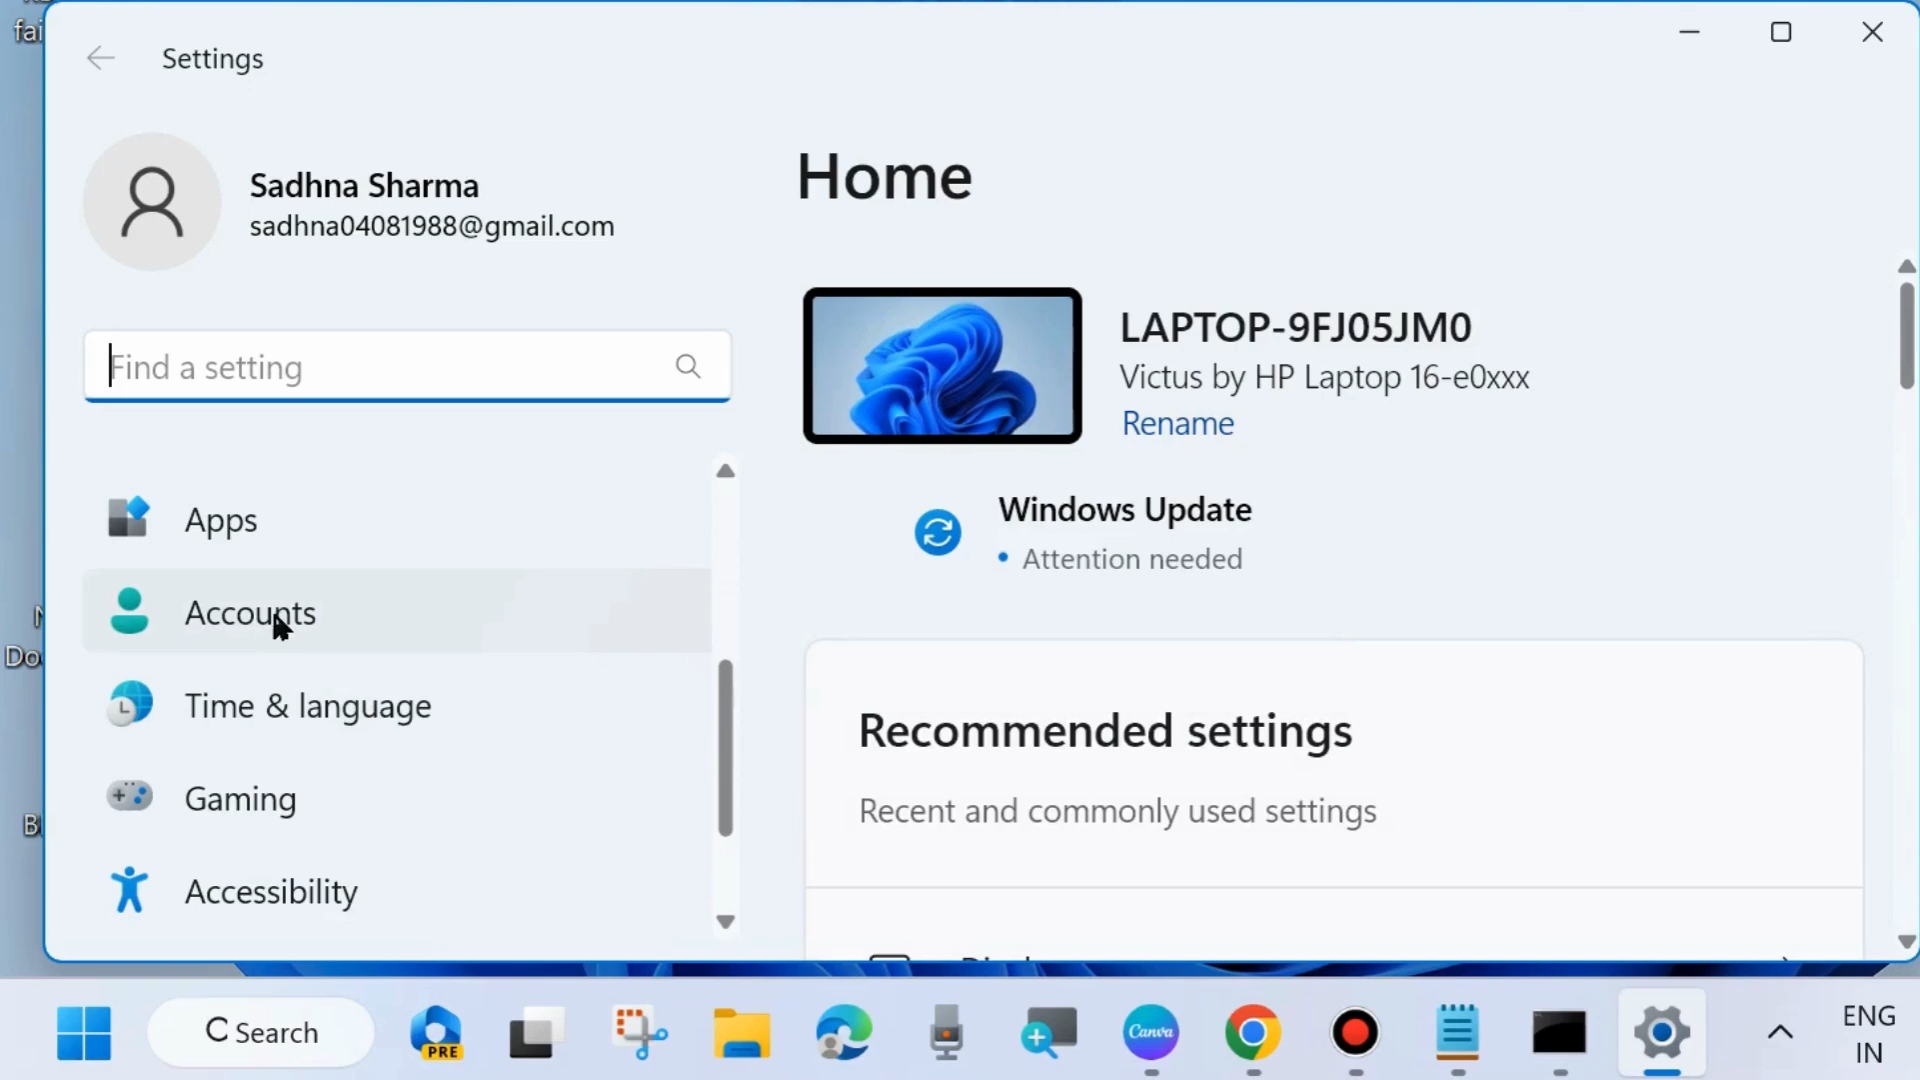 fai
Settings
Sadhna Sharma
sadhna04081988@gmail.com
Find a setting
Apps
Accounts
Time & language
Gaming
Accessibility
Home
LAPTOP-9FJ05JM0
Victus by HP Laptop 16-e0xxx
Rename
Windows Update
• Attention needed
Recommended settings
Recent and commonly used settings
Do
Search
PRE
Canva
ENG
IN